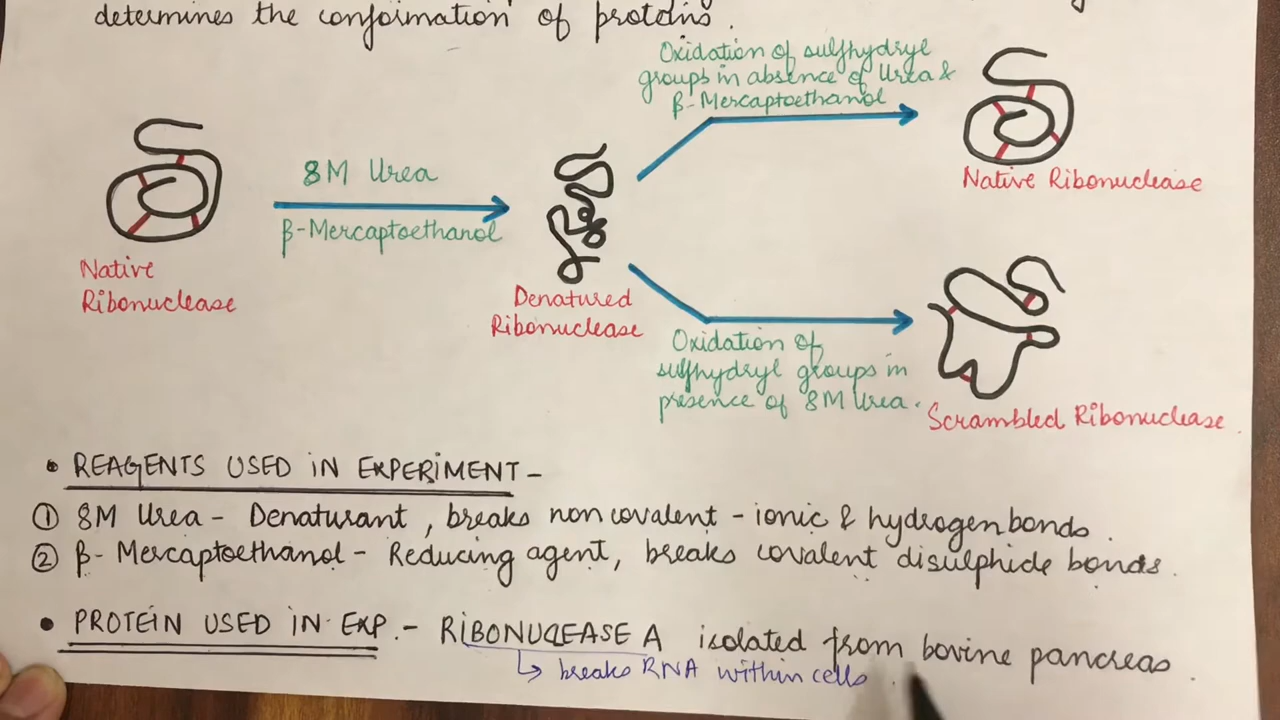 determines the conformation of proteins.
Oxidation of sulfhydryl
groups in absence of Urea &
β-Mercaptoethanol
Native Ribonuclease
8M Urea
β-Mercaptoethanol
Native
Ribonuclease
Denatured
Ribonuclease
Oxidation of
sulfhydryl groups in
presence of 8M Urea.
Scrambled Ribonuclease.
• REAGENTS USED IN EXPERIMENT -
① 8M Urea - Denaturant, breaks non covalent - ionic & hydrogen bonds.
② β- Mercaptoethanol - Reducing agent, breaks covalent disulphide bonds.
• PROTEIN USED IN EXP. - RIBONUCLEASE A isolated from bovine pancreas.
↳ breaks RNA within cells.